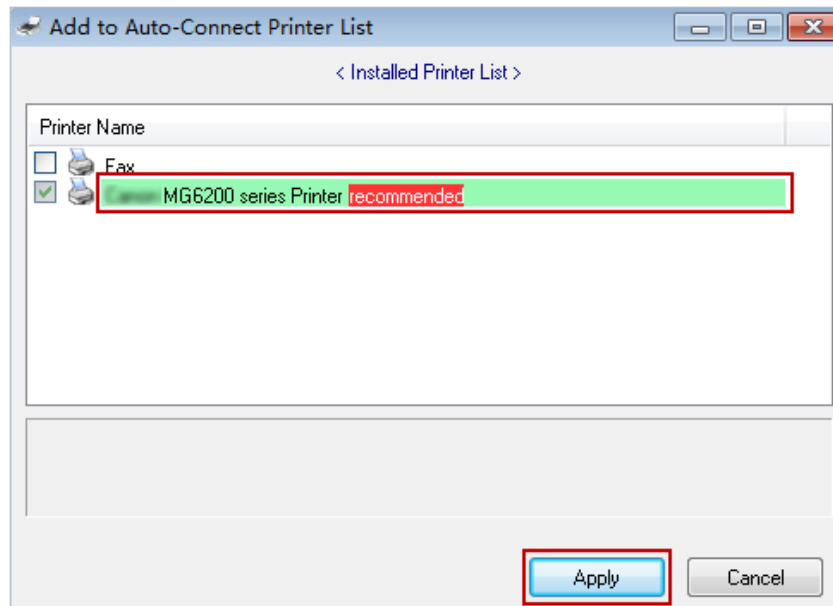 Add to Auto-Connect Printer List
< Installed Printer List >
Printer Name
Fax
MG6200 series Printer recommended
Apply
Cancel